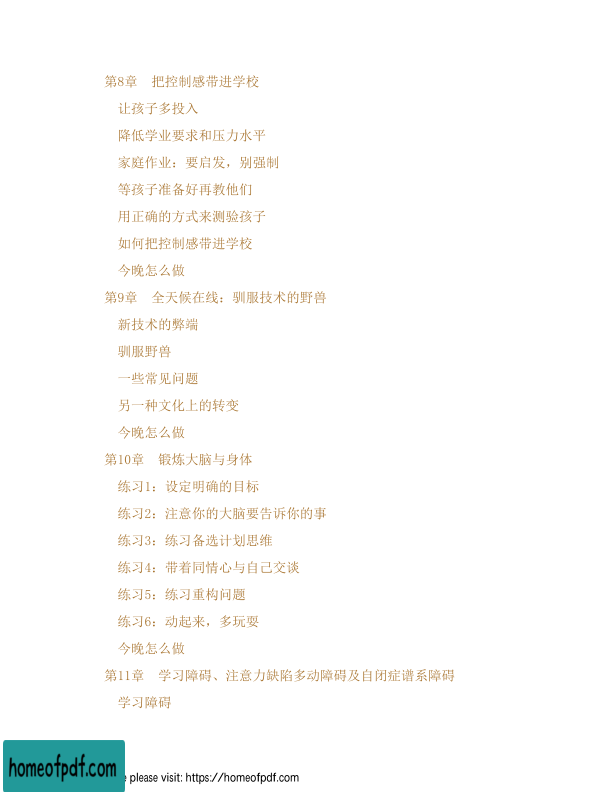 第8章　把控制感带进学校
让孩子多投入
降低学业要求和压力水平
家庭作业：要启发，别强制
等孩子准备好再教他们
用正确的方式来测验孩子
如何把控制感带进学校
今晚怎么做
第9章　全天候在线：驯服技术的野兽
新技术的弊端
驯服野兽
一些常见问题
另一种文化上的转变
今晚怎么做
第10章　锻炼大脑与身体
练习1：设定明确的目标
练习2：注意你的大脑要告诉你的事
练习3：练习备选计划思维
练习4：带着同情心与自己交谈
练习5：练习重构问题
练习6：动起来，多玩耍
今晚怎么做
第11章　学习障碍、注意力缺陷多动障碍及自闭症谱系障碍
学习障碍
homeofpdf.com
please visit: https://homeofpdf.com